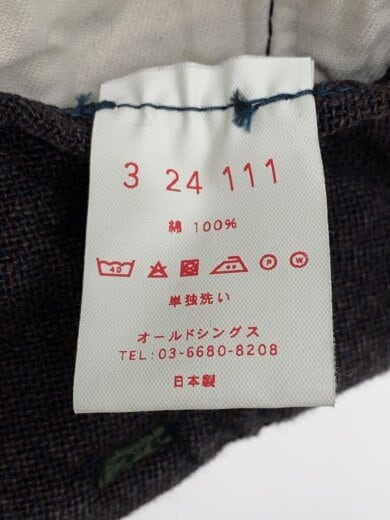 3 24 111
綿 100%
40 P W
単独洗い
オールドシングス
TEL:03-6680-8208
日本製